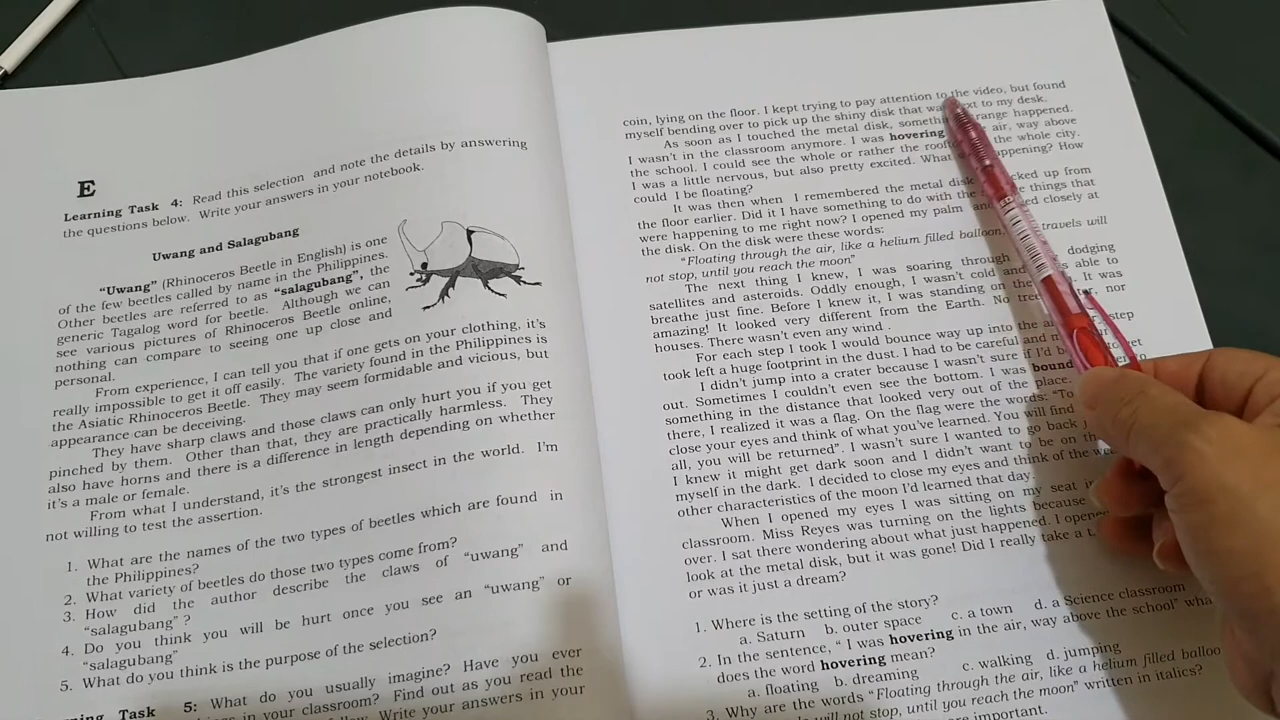 E
Learning Task 4: Read this selection and note the details by answering
the questions below. Write your answers in your notebook.
Uwang and Salagubang
"Uwang" (Rhinoceros Beetle in English) is one
of the few beetles called by name in the Philippines.
Other beetles are referred to as "salagubang", the
generic Tagalog word for beetle. Although we can
see various pictures of Rhinoceros Beetle online,
nothing can compare to seeing one up close and
personal.
From experience, I can tell you that if one gets on your clothing, it's
really impossible to get it off easily. The variety found in the Philippines is
the Asiatic Rhinoceros Beetle. They may seem formidable and vicious, but
appearance can be deceiving.
They have sharp claws and those claws can only hurt you if you get
pinched by them. Other than that, they are practically harmless. They
also have horns and there is a difference in length depending on whether
it's a male or female.
From what I understand, it's the strongest insect in the world. I'm
not willing to test the assertion.
1. What are the names of the two types of beetles which are found in
the Philippines?
2. What variety of beetles do those two types come from?
3. How did the author describe the claws of "uwang" and
"salagubang" ?
4. Do you think you will be hurt once you see an "uwang" or
"salagubang"
5. What do you think is the purpose of the selection?
Task 5: What do you usually imagine? Have you ever
in your classroom? Find out as you read the
Write your answers in your
coin, lying on the floor. I kept trying to pay attention to the video, but found
myself bending over to pick up the shiny disk that was next to my desk.
As soon as I touched the metal disk, happened.
I wasn't in the classroom anymore. I was hovering air, way above
the school. I could see the whole or rather the the whole city.
I was a little nervous, but also pretty excited. How
could I be floating?
It was then when I remembered the metal disk up from
the floor earlier. Did it I have something to do with the things that
were happening to me right now? I opened my palm closely at
the disk. On the disk were these words:
"Floating through the air, like a helium filled balloon, travels will
not stop, until you reach the moon"
The next thing I knew, I was soaring through dodging
satellites and asteroids. Oddly enough, I wasn't cold and able to
breathe just fine. Before I knew it, I was standing on the It was
amazing! It looked very different from the Earth. No nor
houses. There wasn't even any wind .
For each step I took I would bounce way up into the step
took left a huge footprint in the dust. I had to be careful and
I didn't jump into a crater because I wasn't sure if I'd get
out. Sometimes I couldn't even see the bottom. I was
something in the distance that looked very out of the place.
there, I realized it was a flag. On the flag were the words: "To
close your eyes and think of what you've learned. You will find
all, you will be returned". I wasn't sure I wanted to go back
I knew it might get dark soon and I didn't want to be on
myself in the dark. I decided to close my eyes and think of the
other characteristics of the moon I'd learned that day.
When I opened my eyes I was sitting on my seat
classroom. Miss Reyes was turning on the lights because
over. I sat there wondering about what just happened. I
look at the metal disk, but it was gone! Did I really take a
or was it just a dream?
1. Where is the setting of the story?
a. Saturn b. outer space c. a town d. a Science classroom
2. In the sentence, " I was hovering in the air, way above the school"
does the word hovering mean?
a. floating b. dreaming c. walking d. jumping
3. Why are the words "Floating through the air, like a helium filled
will not stop, until you reach the moon" written in italics?
important.